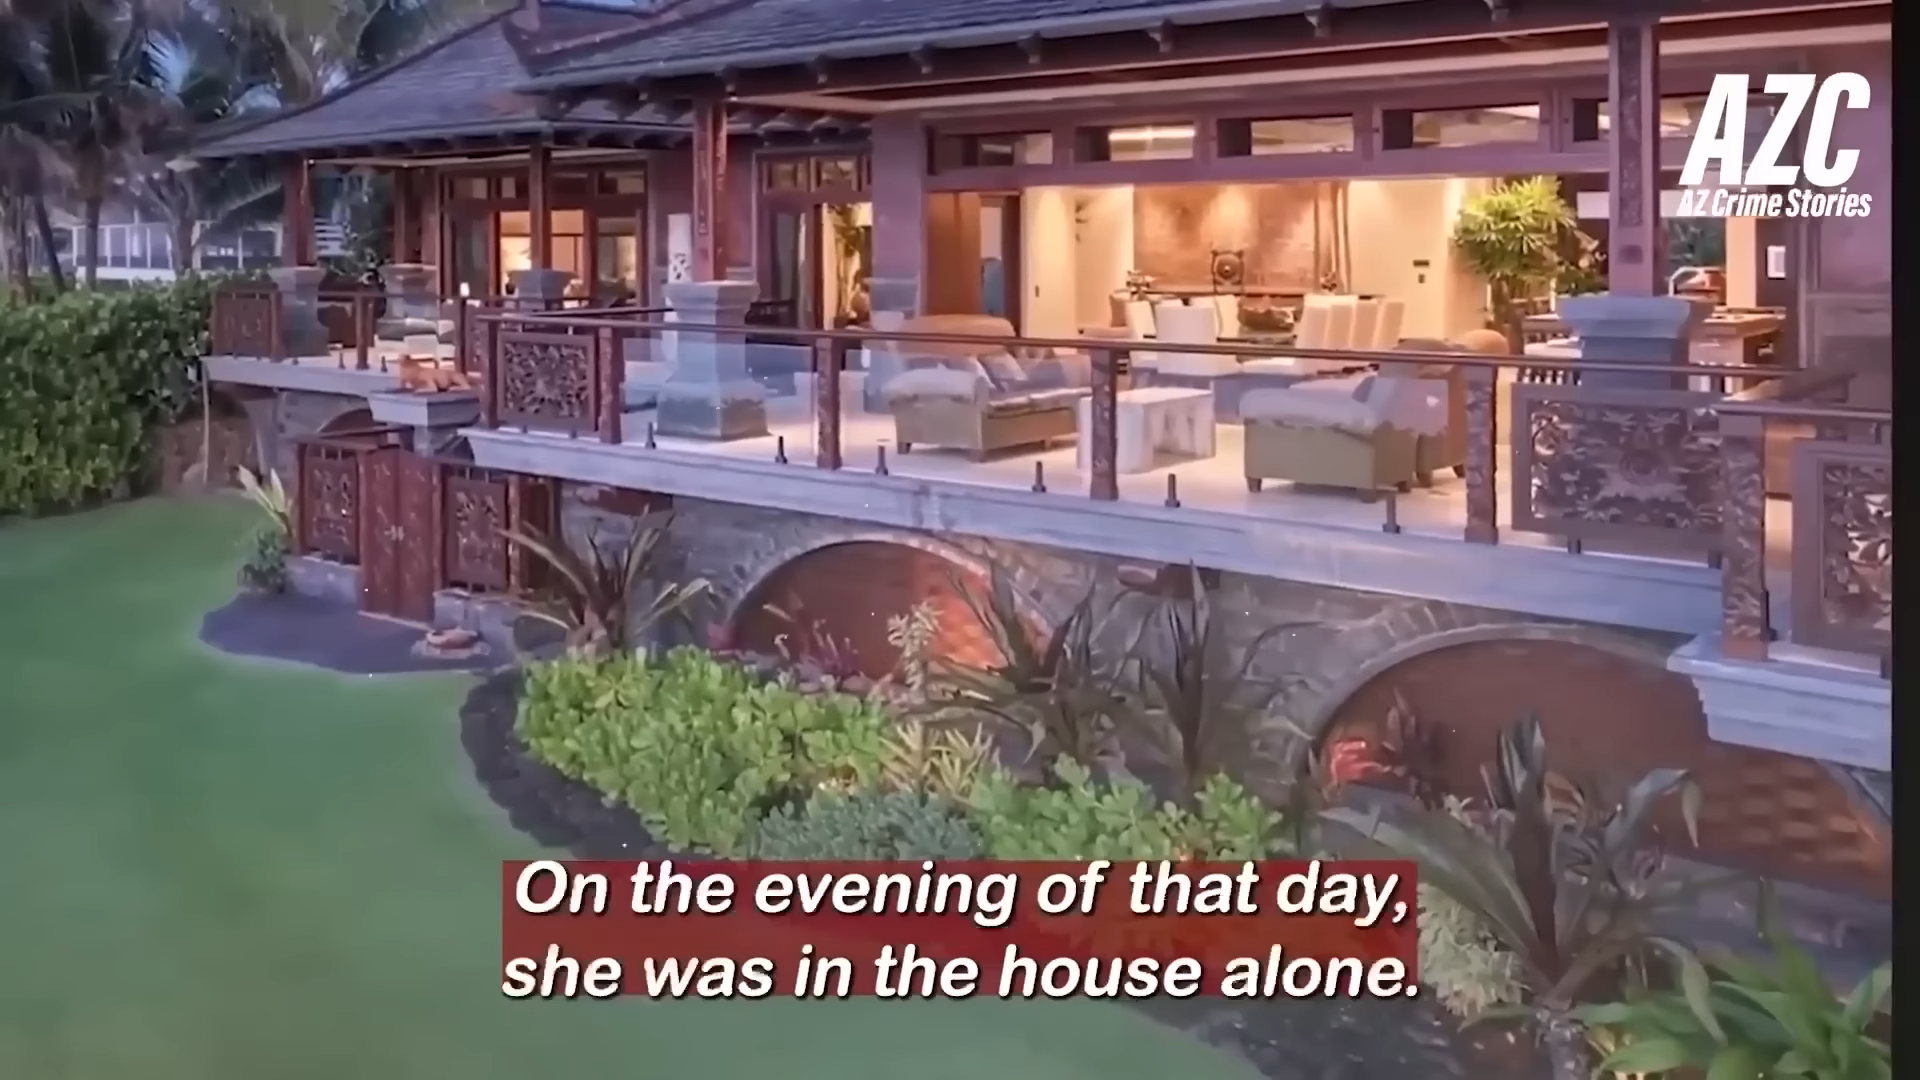 AZC
AZ Crime Stories
On the evening of that day,
she was in the house alone.